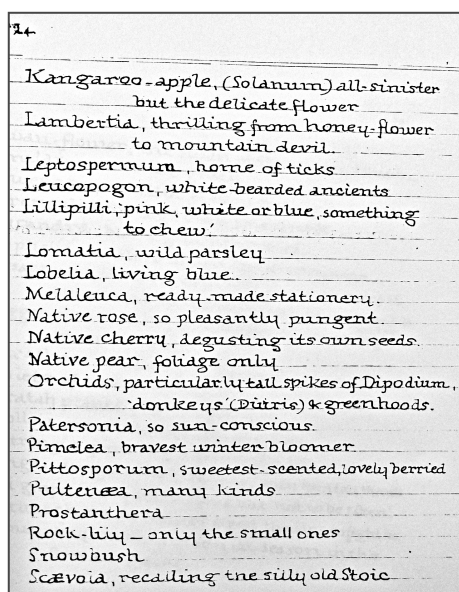 24
Kangaroo-apple, (Solanum) all-sinister
but the delicate flower
Lambertia, thrilling from honey-flower
to mountain devil.
Leptospermum, home of ticks
Leucopogon, white-bearded ancients
Lillipilli, pink, white or blue, something
to chew!
Lomatia, wild parsley
Lobelia, living blue.
Melaleuca, ready-made stationery.
Native rose, so pleasantly pungent
Native cherry, degusting its own seeds.
Native pear, foliage only
Orchids, particularly tall spikes of Dipodium,
'donkeys' (Diuris) & greenhoods.
Patersonia, so sun-conscious.
Pimelea, bravest winter bloomer
Pittosporum, sweetest-scented, lovely berried
Pultenæa, many kinds
Prostanthera
Rock-lily – only the small ones
Snowbush
Scævola, recalling the silly old Stoic